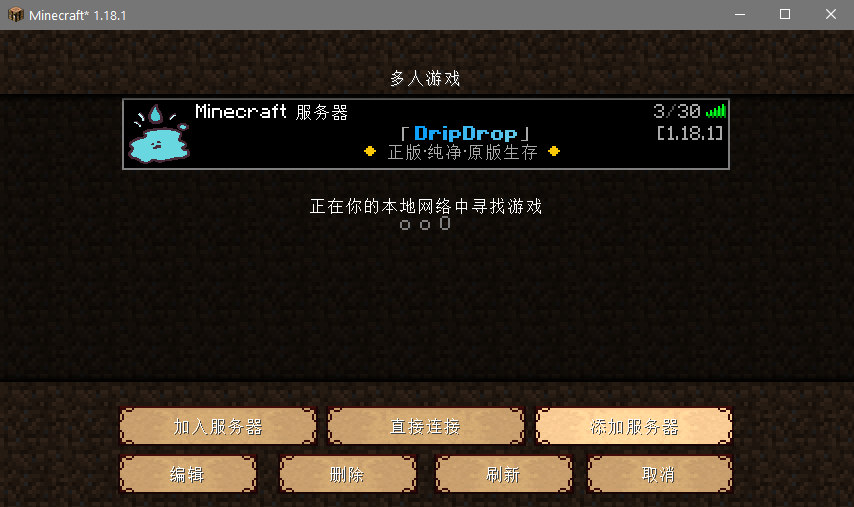 Minecraft* 1.18.1
多人游戏
Minecraft 服务器 3/30
「DripDrop」 [1.18.1]
正版·纯净·原版生存
正在你的本地网络中寻找游戏
o o O
加入服务器 直接连接 添加服务器
编辑 删除 刷新 取消